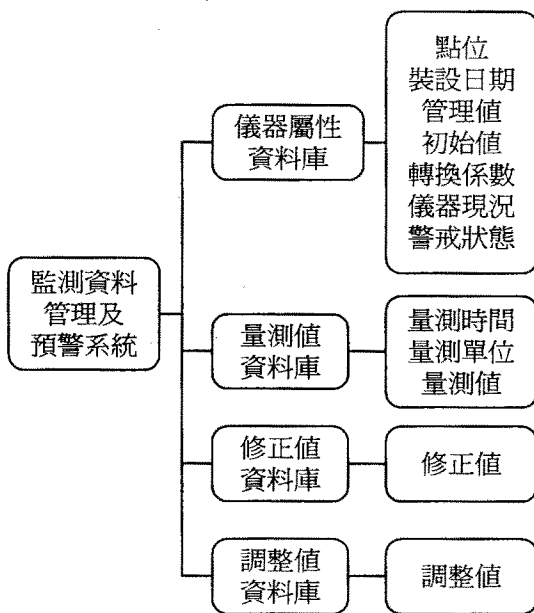 監測資料
管理及
預警系統
儀器屬性
資料庫
點位
裝設日期
管理值
初始值
轉換係數
儀器現況
警戒狀態
量測值
資料庫
量測時間
量測單位
量測值
修正值
資料庫
修正值
調整值
資料庫
調整值